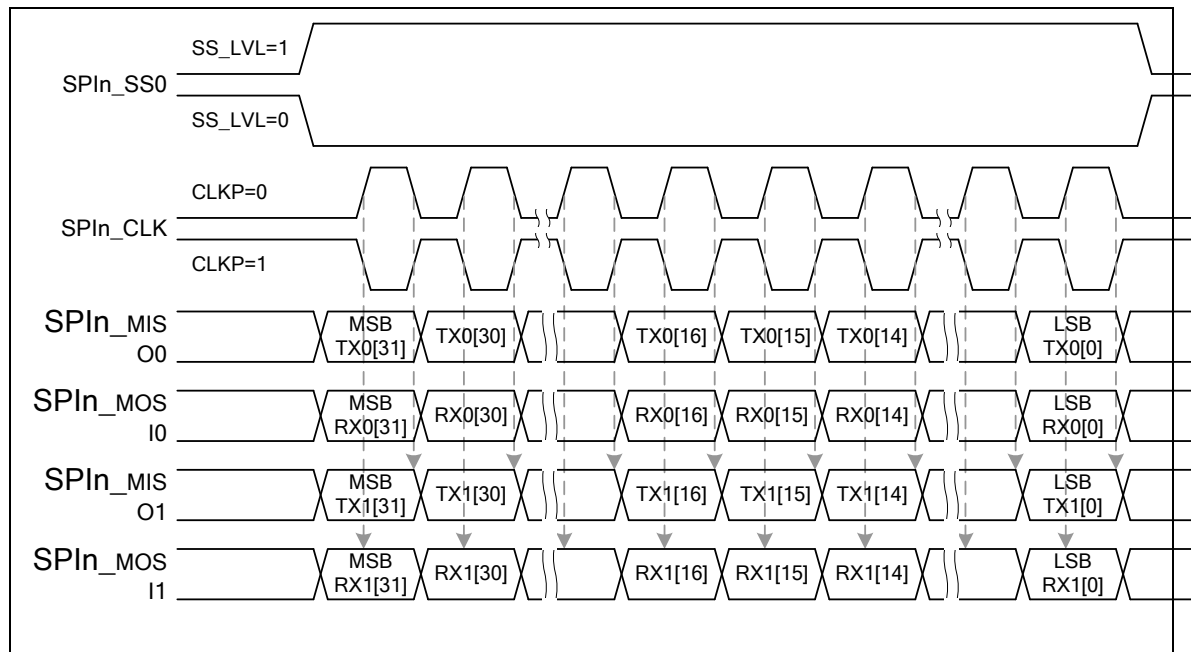 SS_LVL=1
SPIn_SS0
SS_LVL=0
CLKP=0
SPIn_CLK
CLKP=1
SPIn_MIS
O0
MSB
TX0[31]
TX0[30]
TX0[16]
TX0[15]
TX0[14]
LSB
TX0[0]
SPIn_MOS
I0
MSB
RX0[31]
RX0[30]
RX0[16]
RX0[15]
RX0[14]
LSB
RX0[0]
SPIn_MIS
O1
MSB
TX1[31]
TX1[30]
TX1[16]
TX1[15]
TX1[14]
LSB
TX1[0]
SPIn_MOS
I1
MSB
RX1[31]
RX1[30]
RX1[16]
RX1[15]
RX1[14]
LSB
RX1[0]